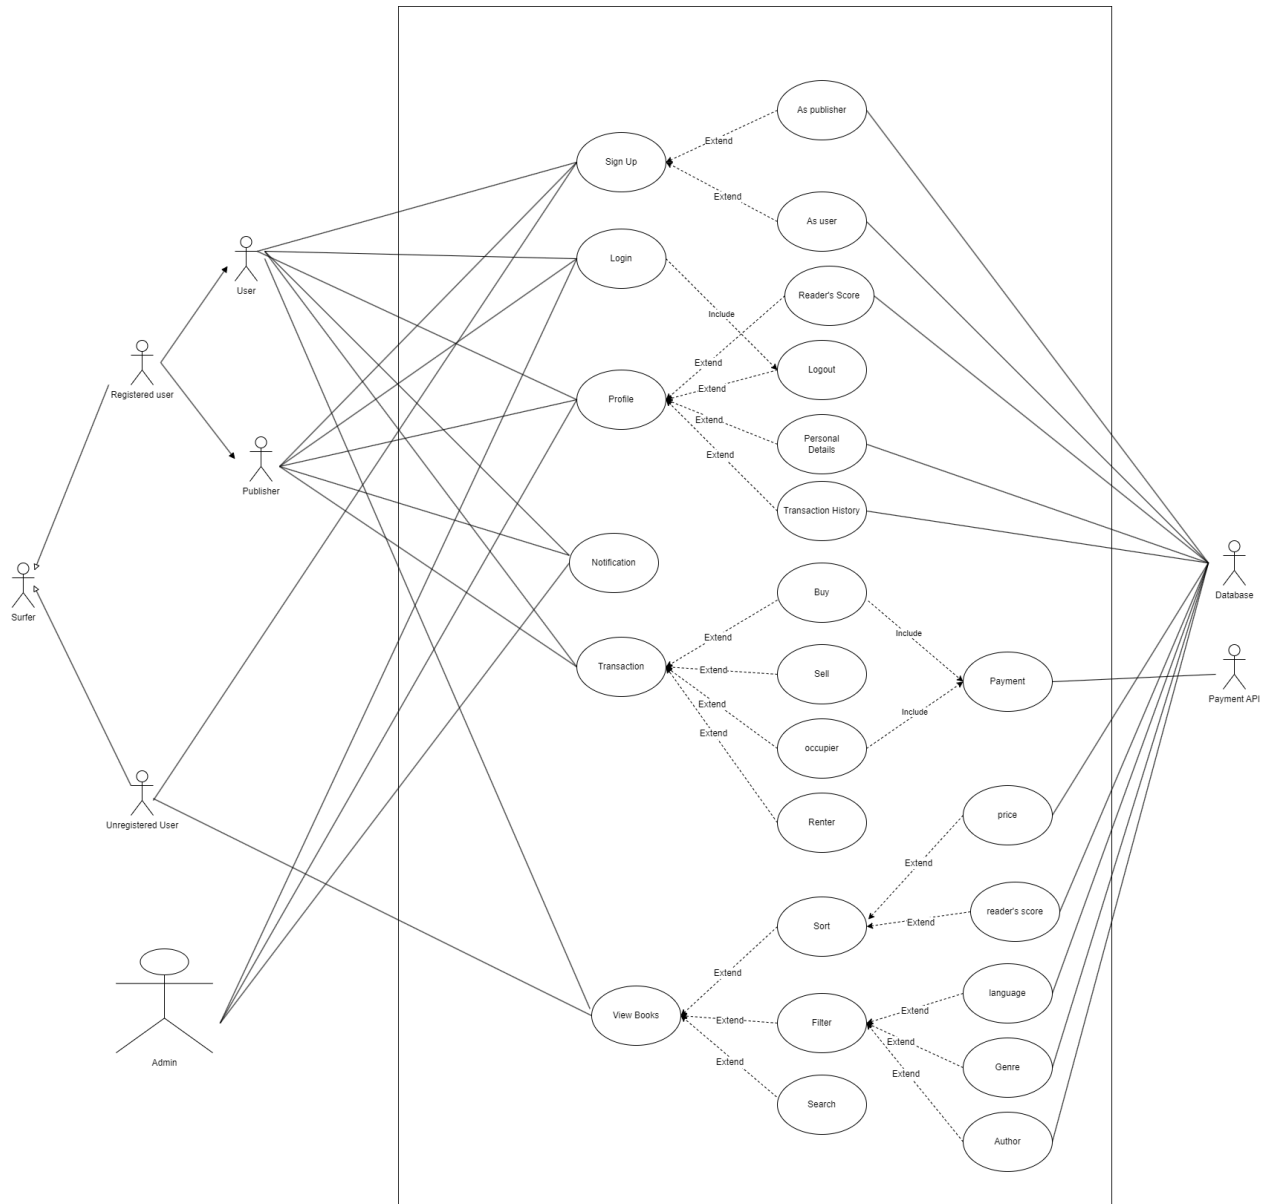 As publisher
Extend
Sign Up
Extend
As user
User
Login
Reader's Score
Include
Registered user
Extend
Logout
Profile
Extend
Extend
Personal
Details
Extend
Publisher
Transaction History
Notification
Surfer
Buy
Database
Extend
Include
Transaction
Extend
Sell
Payment
Payment API
Extend
Include
Extend
occupier
Unregistered User
Renter
price
Extend
Sort
Extend
reader's score
Extend
language
View Books
Extend
Filter
Extend
Extend
Admin
Extend
Genre
Extend
Search
Author